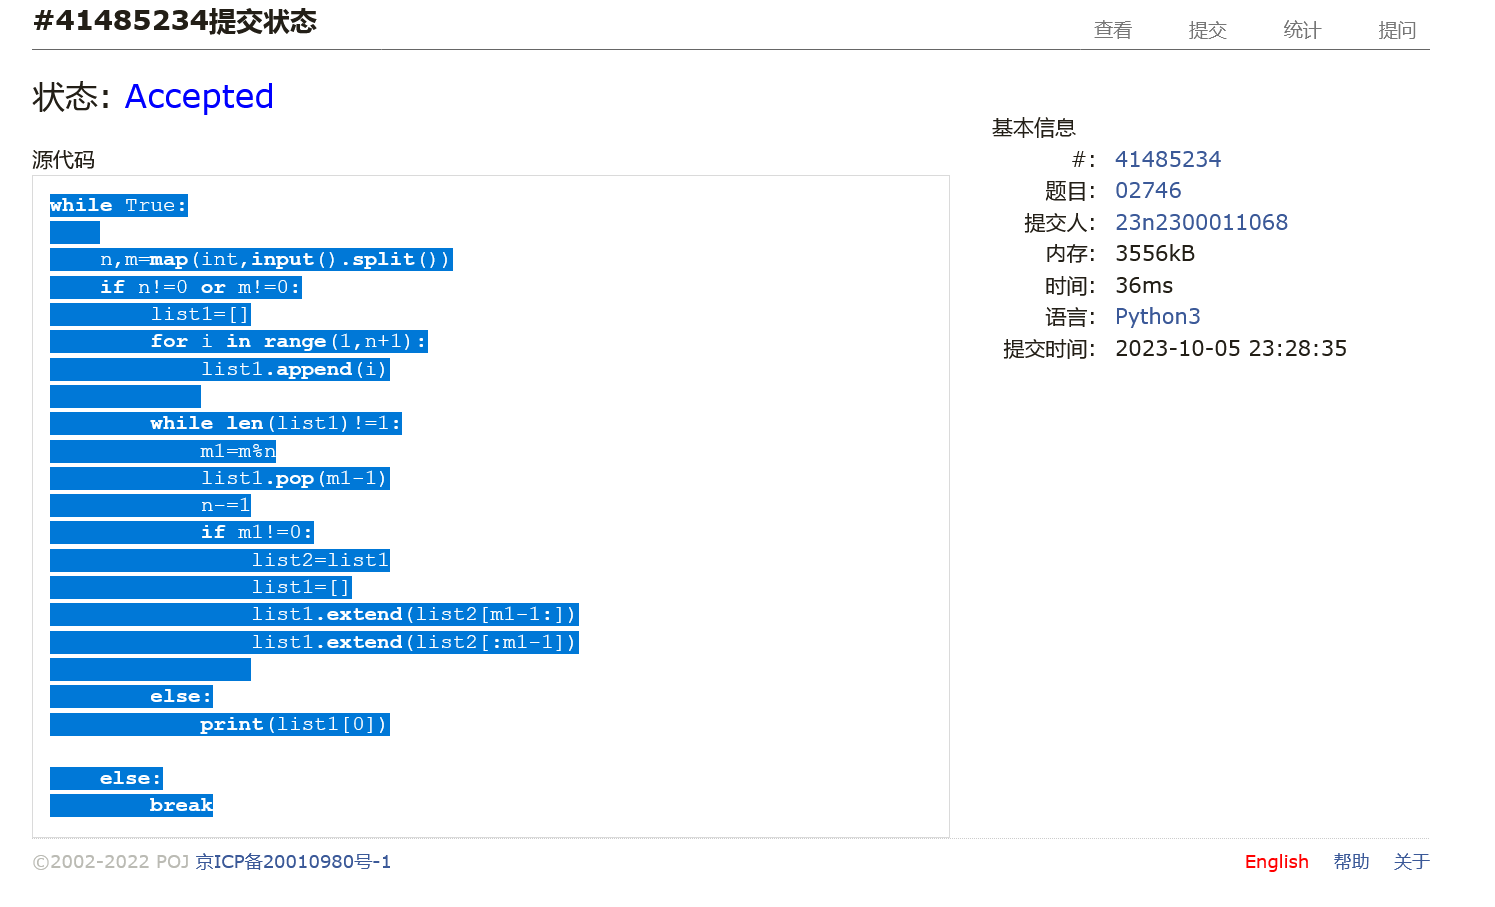 #41485234提交状态
查看 提交 统计 提问
状态: Accepted
源代码
while True:
    n,m=map(int,input().split())
    if n!=0 or m!=0:
        list1=[]
        for i in range(1,n+1):
            list1.append(i)
        while len(list1)!=1:
            m1=m%n
            list1.pop(m1-1)
            n-=1
            if m1!=0:
                list2=list1
                list1=[]
                list1.extend(list2[m1-1:])
                list1.extend(list2[:m1-1])
        else:
            print(list1[0])
    else:
        break
基本信息
#: 41485234
题目: 02746
提交人: 23n2300011068
内存: 3556kB
时间: 36ms
语言: Python3
提交时间: 2023-10-05 23:28:35
©2002-2022 POJ 京ICP备20010980号-1
English 帮助 关于